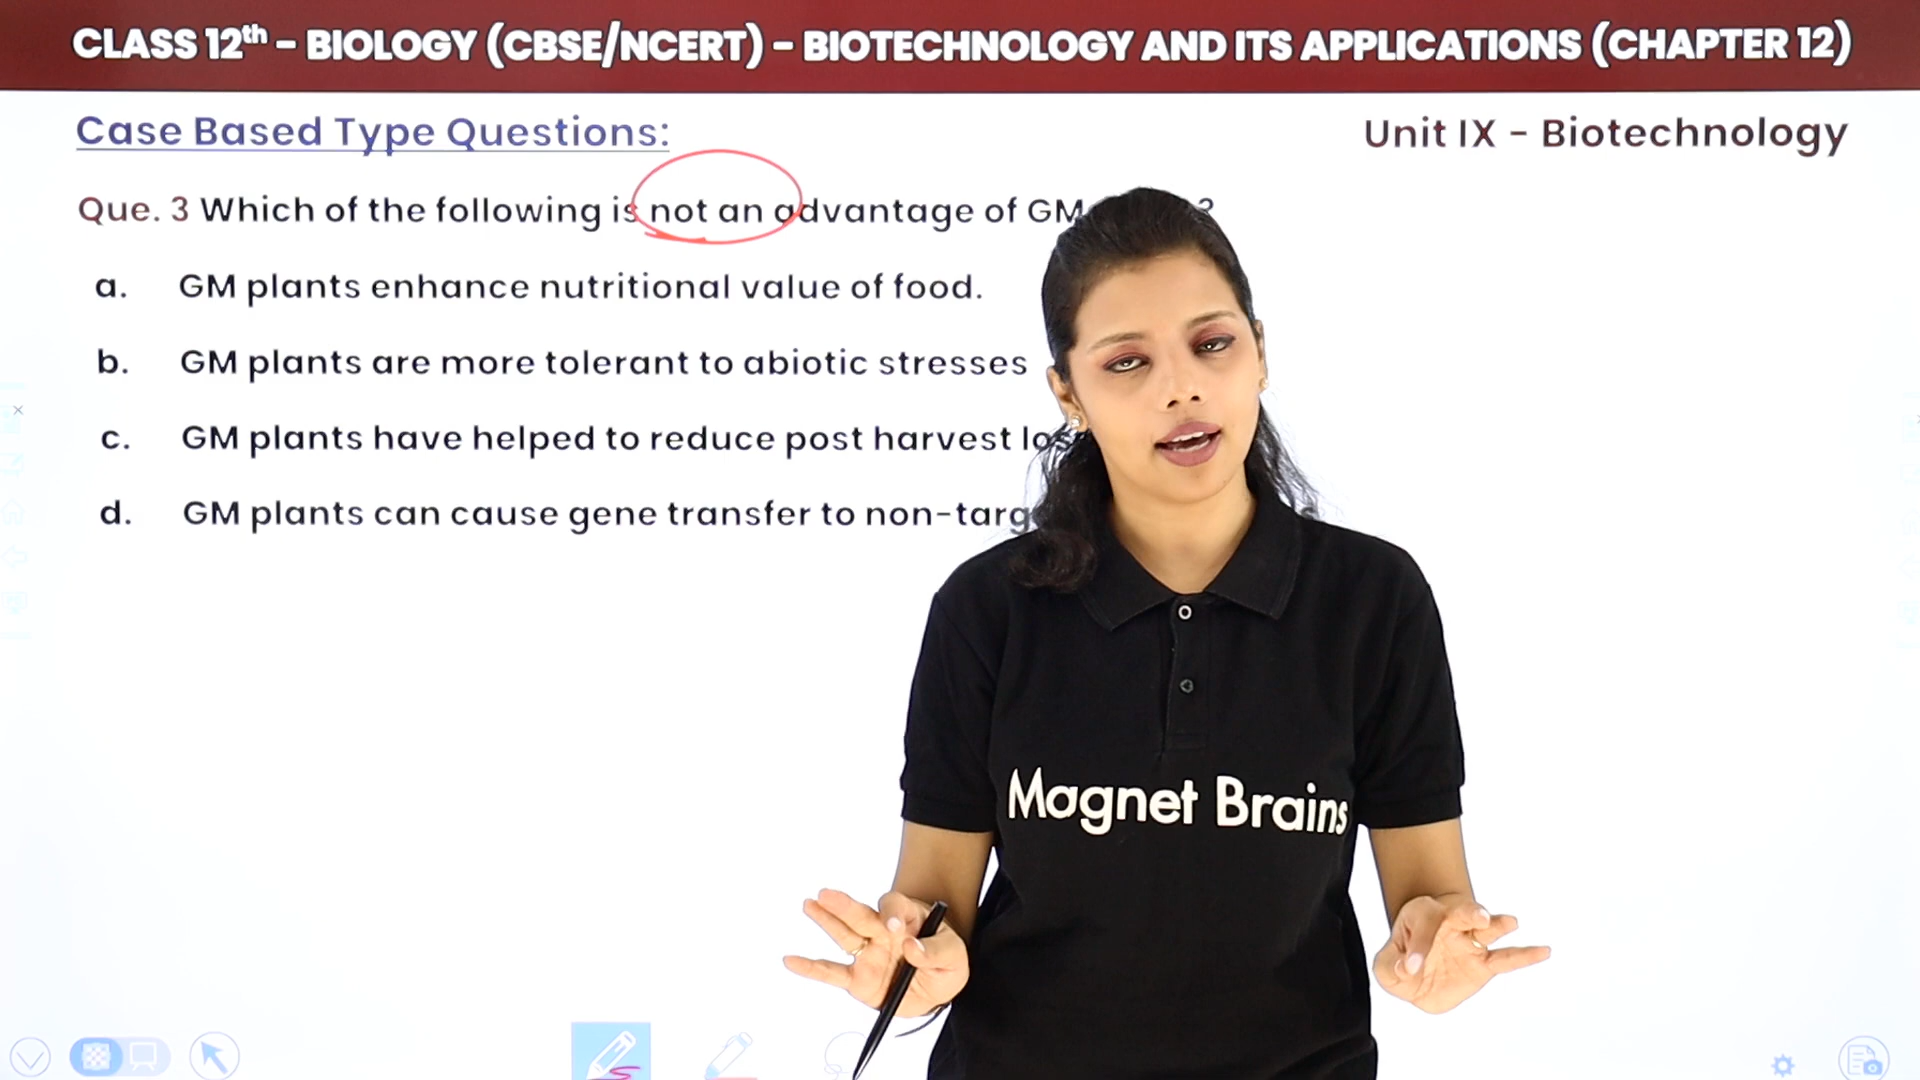 CLASS 12th - BIOLOGY (CBSE/NCERT) - BIOTECHNOLOGY AND ITS APPLICATIONS (CHAPTER 12)
Case Based Type Questions:
Unit IX - Biotechnology
Que. 3 Which of the following is not an advantage of GM ?
a. GM plants enhance nutritional value of food.
b. GM plants are more tolerant to abiotic stresses
c. GM plants have helped to reduce post harvest
d. GM plants can cause gene transfer to
Magnet Brains